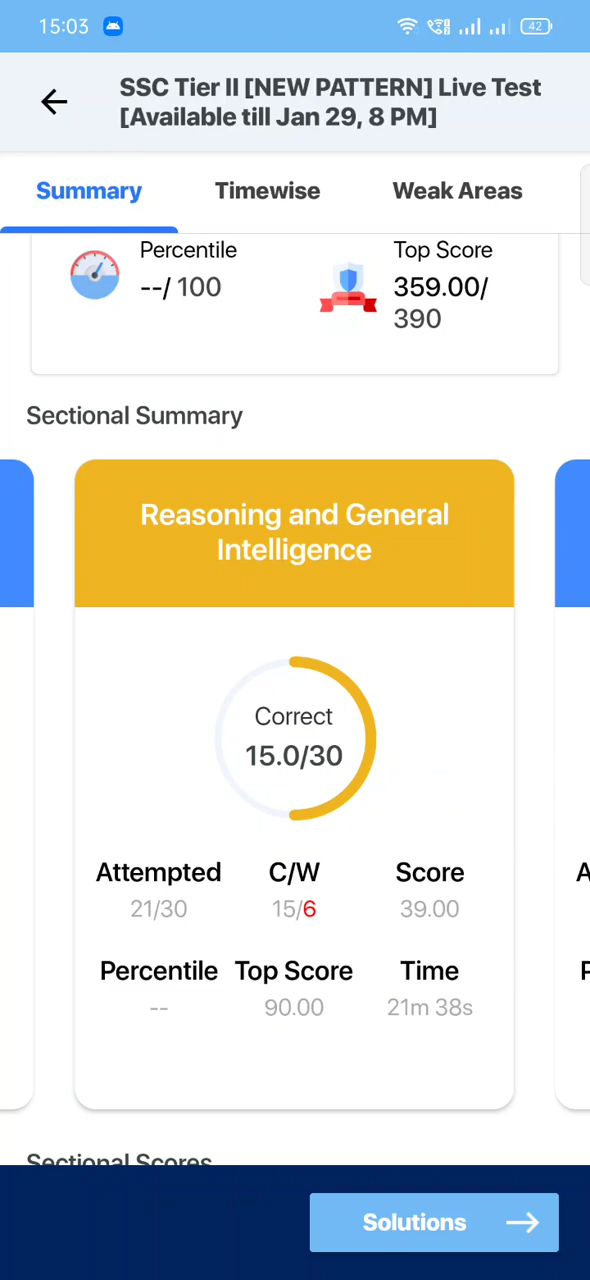 15:03
42
SSC Tier II [NEW PATTERN] Live Test
[Available till Jan 29, 8 PM]
Summary Timewise Weak Areas
Percentile
--/ 100
Top Score
359.00/
390
Sectional Summary
Reasoning and General
Intelligence
Correct
15.0/30
Attempted C/W Score
21/30 15/6 39.00
Percentile Top Score Time
-- 90.00 21m 38s
Sectional Scores
Solutions